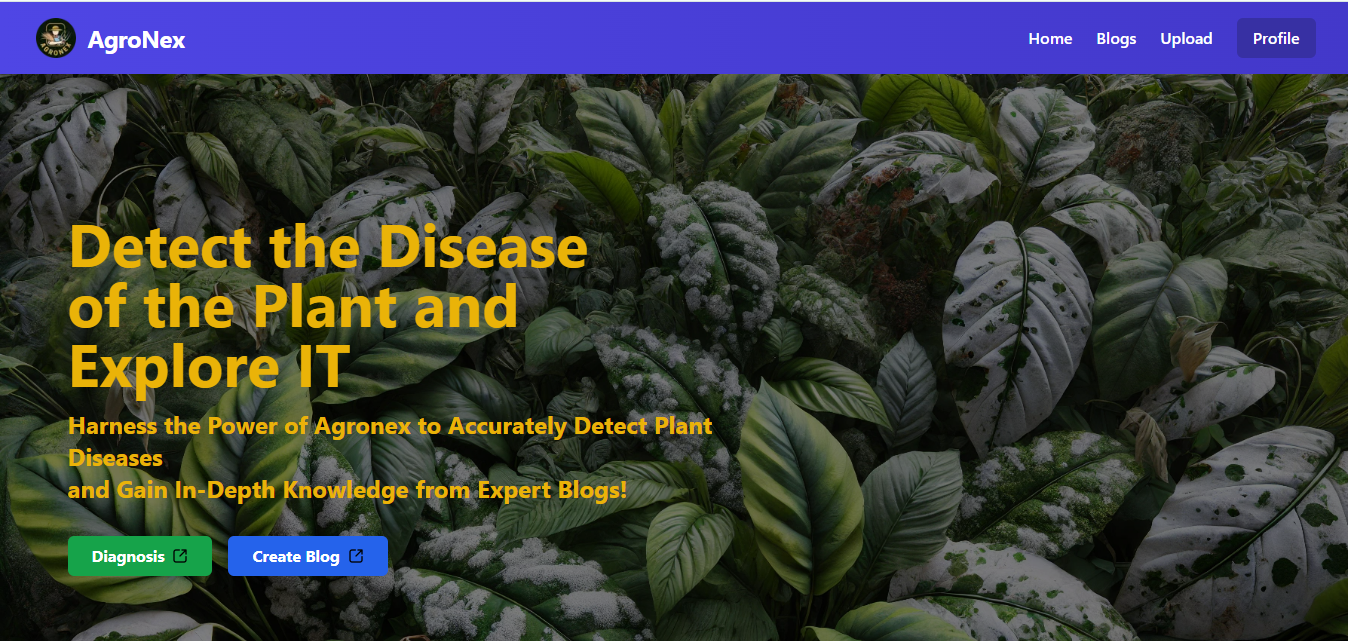 AGRONEX
AgroNex
Home
Blogs
Upload
Profile
Detect the Disease
of the Plant and
Explore IT
Harness the Power of Agronex to Accurately Detect Plant
Diseases
and Gain In-Depth Knowledge from Expert Blogs!
Diagnosis
Create Blog